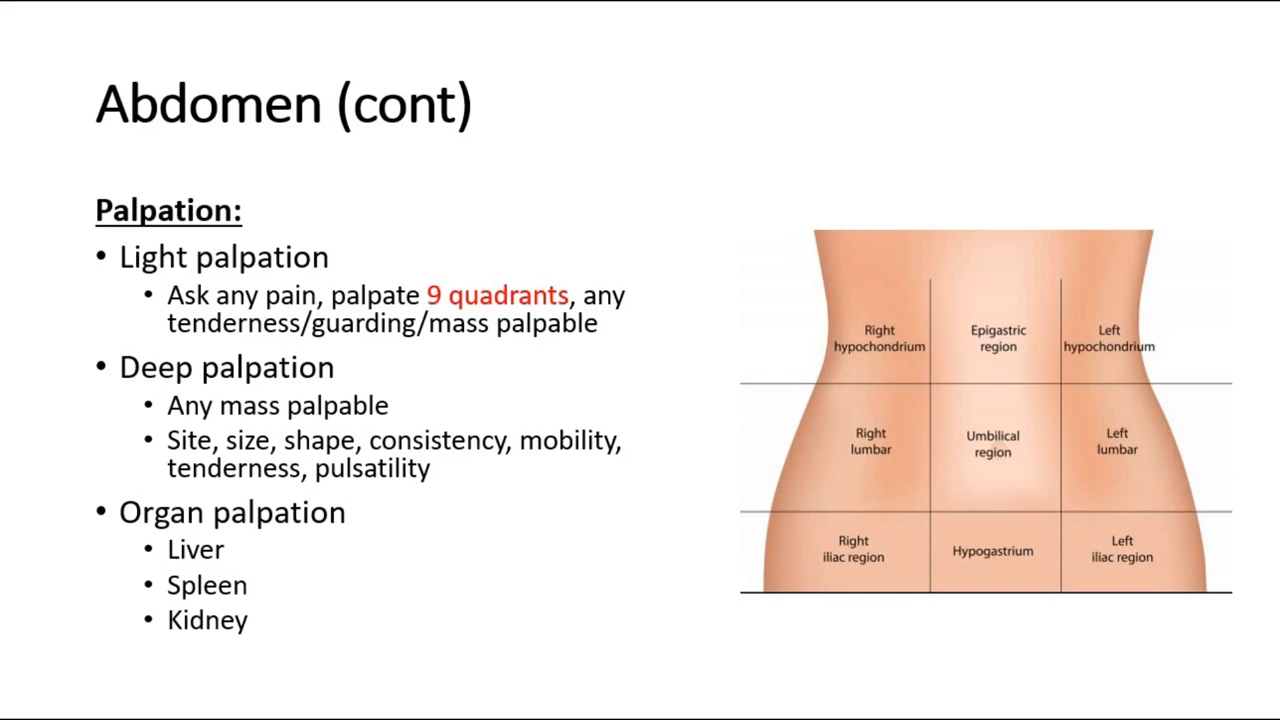 Abdomen (cont)
Palpation:
• Light palpation
• Ask any pain, palpate 9 quadrants, any
tenderness/guarding/mass palpable
• Deep palpation
• Any mass palpable
• Site, size, shape, consistency, mobility,
tenderness, pulsatility
• Organ palpation
• Liver
• Spleen
• Kidney
Right
hypochondrium
Epigastric
region
Left
hypochondrium
Right
lumbar
Umbilical
region
Left
lumbar
Right
iliac region
Hypogastrium
Left
iliac region